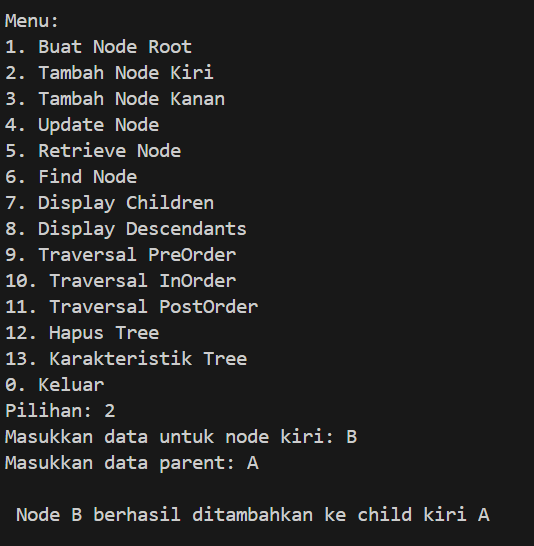 Menu:
1. Buat Node Root
2. Tambah Node Kiri
3. Tambah Node Kanan
4. Update Node
5. Retrieve Node
6. Find Node
7. Display Children
8. Display Descendants
9. Traversal PreOrder
10. Traversal InOrder
11. Traversal PostOrder
12. Hapus Tree
13. Karakteristik Tree
0. Keluar
Pilihan: 2
Masukkan data untuk node kiri: B
Masukkan data parent: A
Node B berhasil ditambahkan ke child kiri A